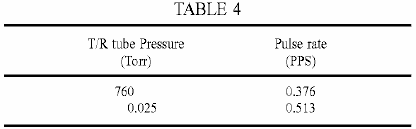 TABLE 4
T/R tube Pressure Pulse rate
(Torr) (PPS)
760 0.376
0.025 0.513